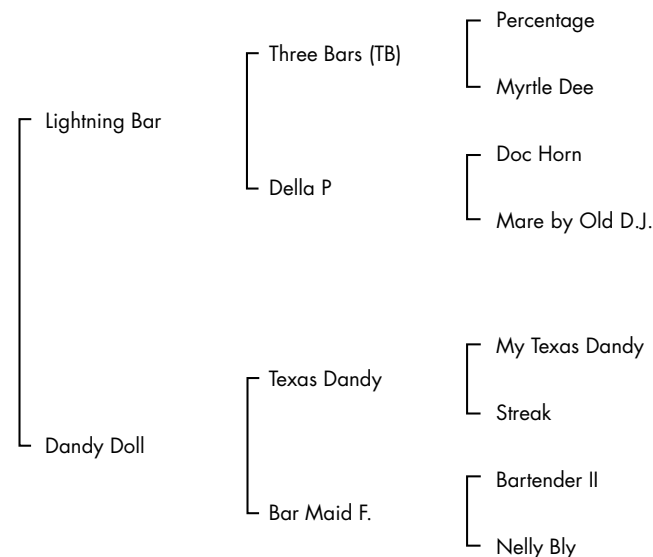 Percentage
Three Bars (TB)
Myrtle Dee
Lightning Bar
Doc Horn
Della P
Mare by Old D.J.
My Texas Dandy
Texas Dandy
Streak
Dandy Doll
Bartender II
Bar Maid F.
Nelly Bly